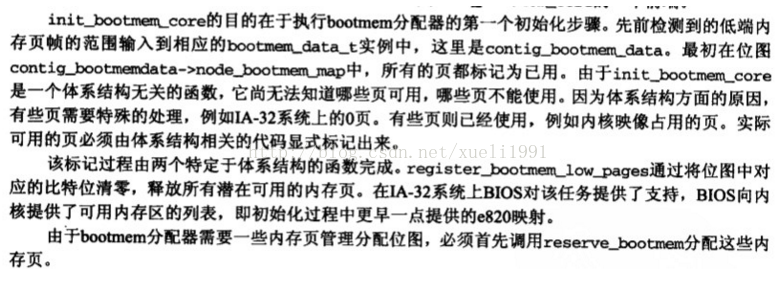 init_bootmem_core的目的在于执行bootmem分配器的第一个初始化步骤。先前检测到的低端内
存页帧的范围输入到相应的bootmem_data_t实例中，这里是contig_bootmem_data。最初在位图
contig_bootmemdata->node_bootmem_map中，所有的页都标记为已用。由于init_bootmem_core
是一个体系结构无关的函数，它尚无法知道哪些页可用，哪些页不能使用。因为体系结构方面的原因，
有些页需要特殊的处理，例如IA-32系统上的0页。有些页则已经使用，例如内核映像占用的页。实际
可用的页必须由体系结构相关的代码显式标记出来。
http://blog.csdn.net/xueli1991
该标记过程由两个特定于体系结构的函数完成。register_bootmem_low_pages通过将位图中对
应的比特位清零，释放所有潜在可用的内存页。在IA-32系统上BIOS对该任务提供了支持，BIOS向内
核提供了可用内存区的列表，即初始化过程中更早一点提供的e820映射。
由于bootmem分配器需要一些内存页管理分配位图，必须首先调用reserve_bootmem分配这些内
存页。